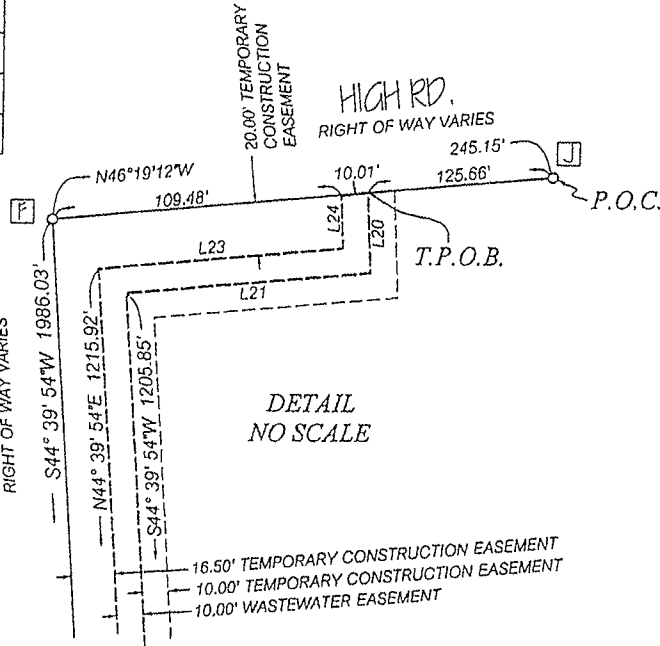 20.00' TEMPORARY
CONSTRUCTION
EASEMENT
HIGH RD.
RIGHT OF WAY VARIES
245.15'
J
N46°19'12"W
109.48'
10.01'
125.66'
P.O.C.
F
L24
L20
T.P.O.B.
L23
L21
RIGHT OF WAY VARIES
S44° 39' 54"W 1986.03'
N44° 39' 54"E 1215.92'
S44° 39' 54"W 1205.85'
DETAIL
NO SCALE
16.50' TEMPORARY CONSTRUCTION EASEMENT
10.00' TEMPORARY CONSTRUCTION EASEMENT
10.00' WASTEWATER EASEMENT